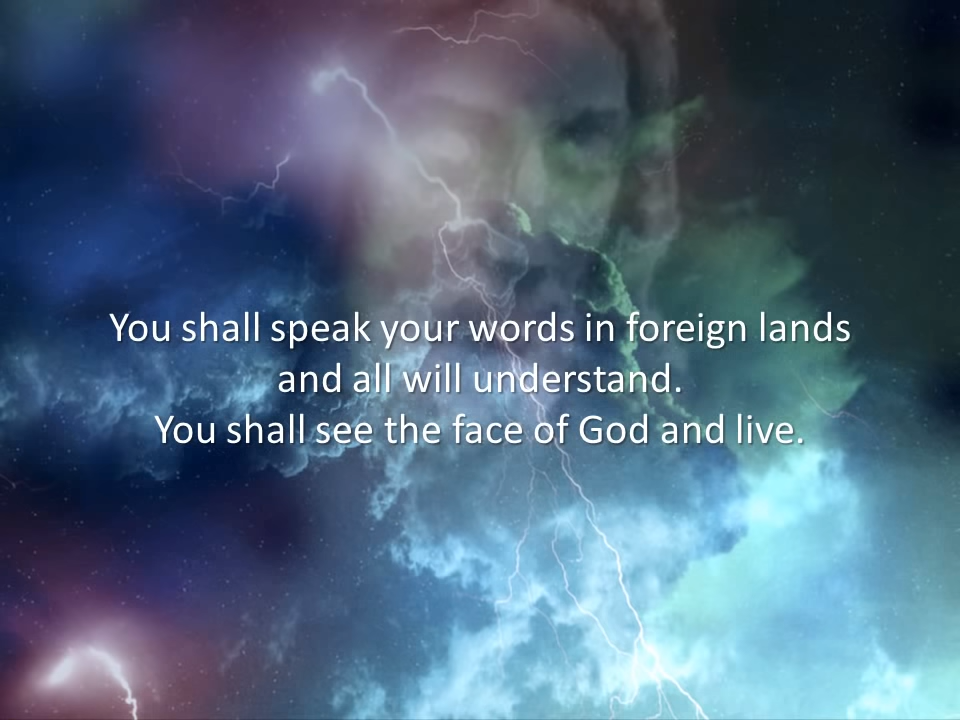 You shall speak your words in foreign lands
and all will understand.
You shall see the face of God and live.